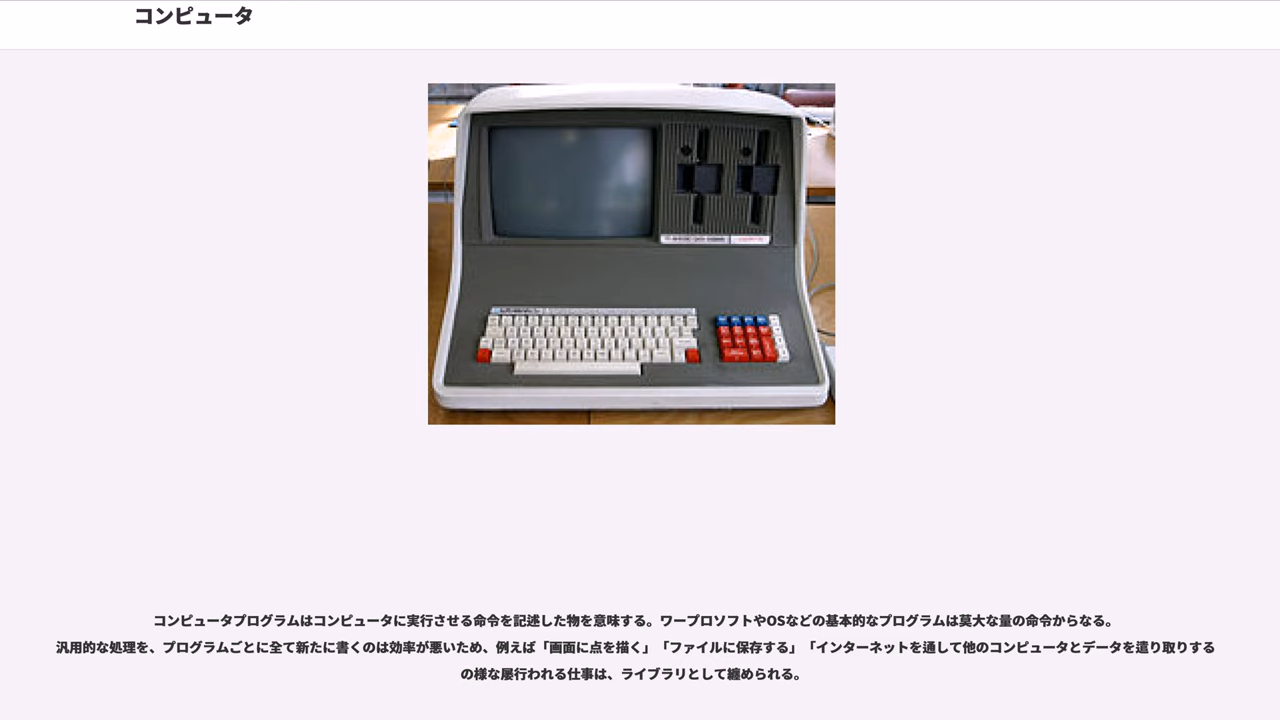 コンピュータ
コンピュータプログラムはコンピュータに実行させる命令を記述した物を意味する。ワープロソフトやOSなどの基本的なプログラムは莫大な量の命令からなる。
汎用的な処理を、プログラムごとに全て新たに書くのは効率が悪いため、例えば「画面に点を描く」「ファイルに保存する」「インターネットを通して他のコンピュータとデータを遣り取りする
の様な屡行われる仕事は、ライブラリとして纏められる。